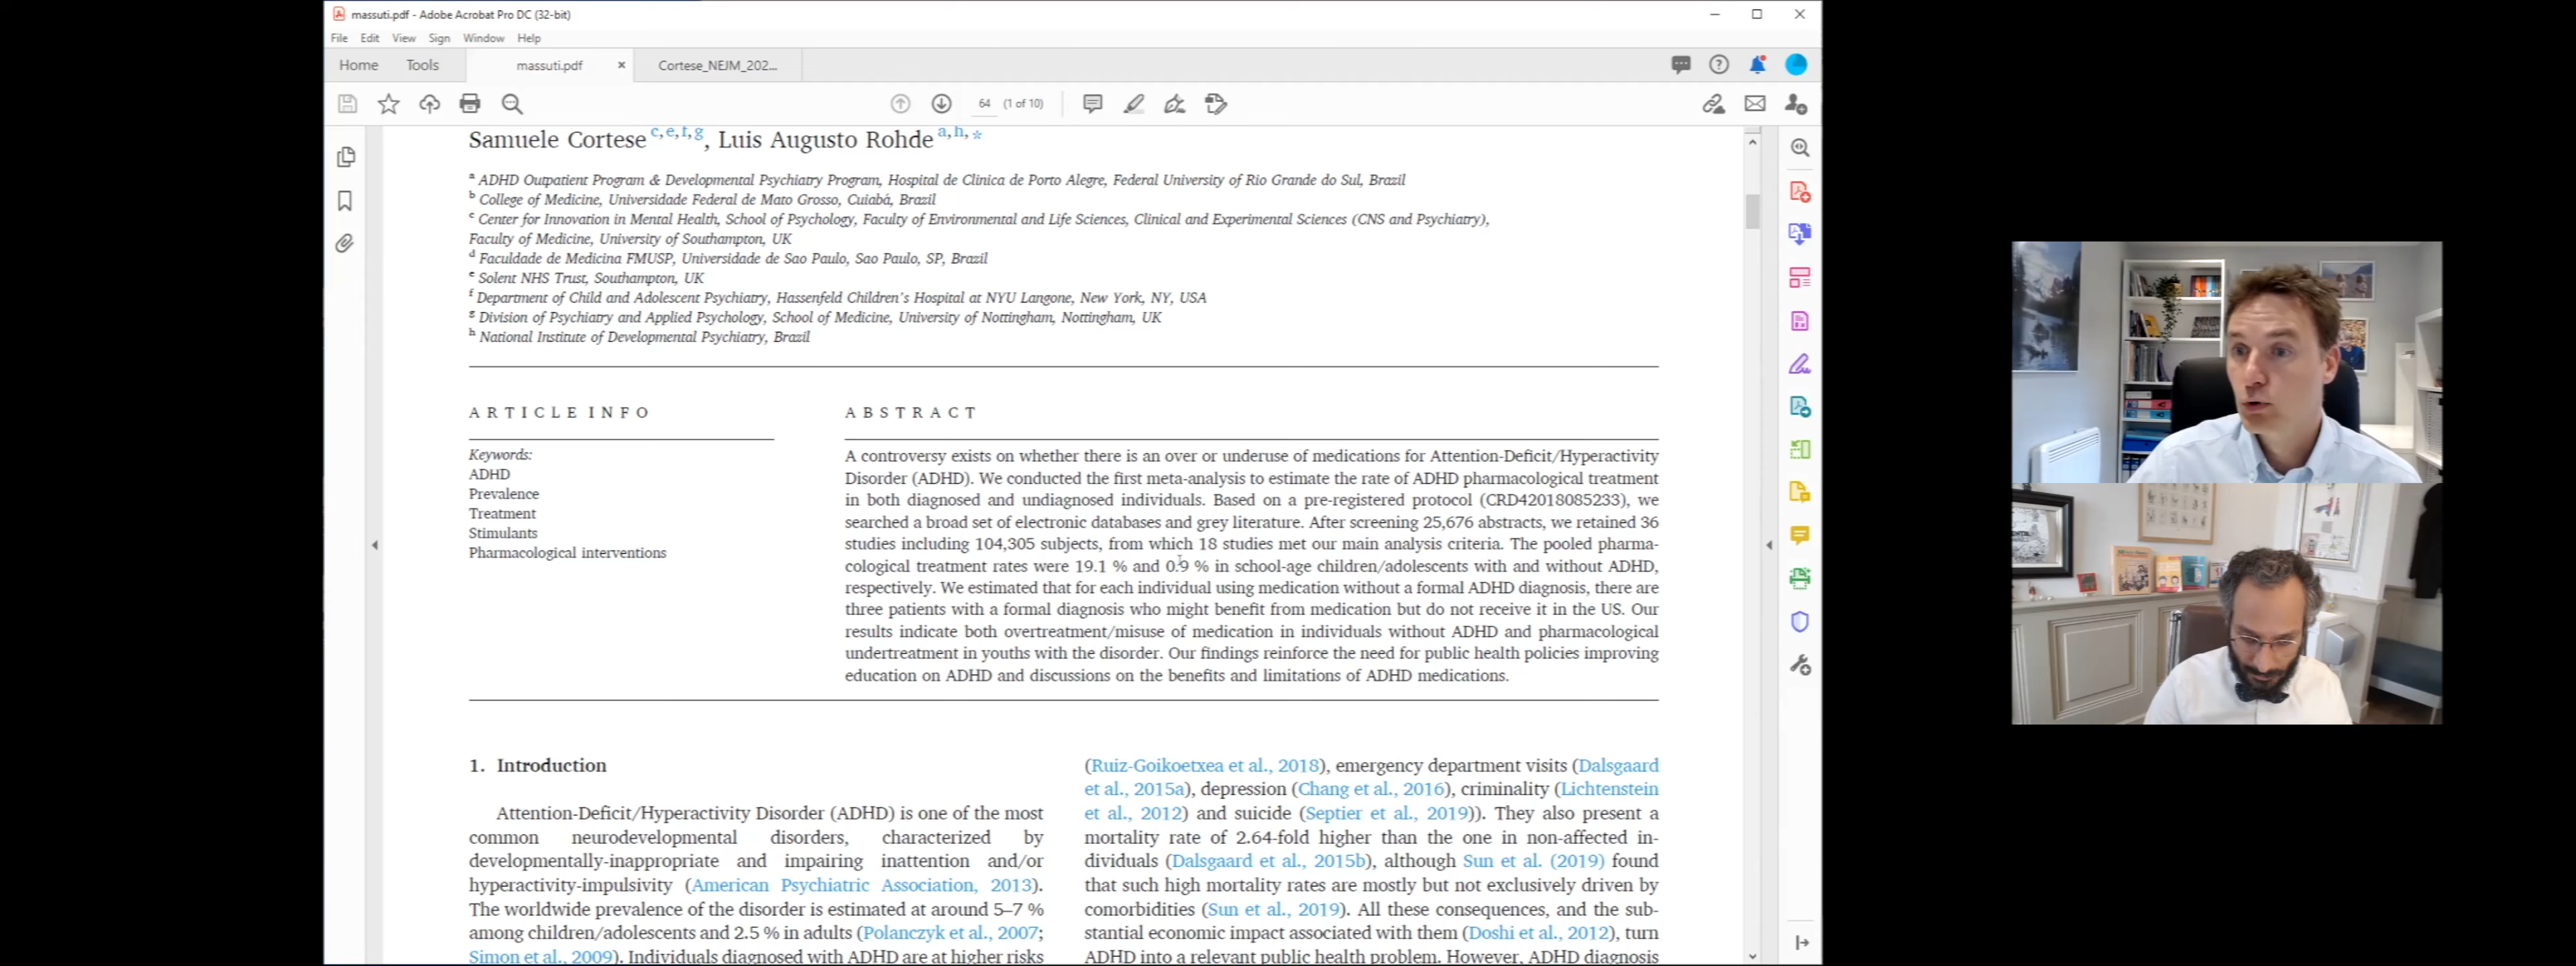 massuti.pdf - Adobe Acrobat Pro DC (32-bit)
File Edit View Sign Window Help
Home Tools massuti.pdf × Cortese_NEJM_202...
64 (1 of 10)
Samuele Cortese c,e,f,g, Luis Augusto Rohde a,h,*
a ADHD Outpatient Program & Developmental Psychiatry Program, Hospital de Clínica de Porto Alegre, Federal University of Rio Grande do Sul, Brazil
b College of Medicine, Universidade Federal de Mato Grosso, Cuiabá, Brazil
c Center for Innovation in Mental Health, School of Psychology, Faculty of Environmental and Life Sciences, Clinical and Experimental Sciences (CNS and Psychiatry),
Faculty of Medicine, University of Southampton, UK
d Faculdade de Medicina FMUSP, Universidade de Sao Paulo, Sao Paulo, SP, Brazil
e Solent NHS Trust, Southampton, UK
f Department of Child and Adolescent Psychiatry, Hassenfeld Children's Hospital at NYU Langone, New York, NY, USA
g Division of Psychiatry and Applied Psychology, School of Medicine, University of Nottingham, Nottingham, UK
h National Institute of Developmental Psychiatry, Brazil
ARTICLE INFO
Keywords:
ADHD
Prevalence
Treatment
Stimulants
Pharmacological interventions
ABSTRACT
A controversy exists on whether there is an over or underuse of medications for Attention-Deficit/Hyperactivity
Disorder (ADHD). We conducted the first meta-analysis to estimate the rate of ADHD pharmacological treatment
in both diagnosed and undiagnosed individuals. Based on a pre-registered protocol (CRD42018085233), we
searched a broad set of electronic databases and grey literature. After screening 25,676 abstracts, we retained 36
studies including 104,305 subjects, from which 18 studies met our main analysis criteria. The pooled pharma-
cological treatment rates were 19.1 % and 0.9 % in school-age children/adolescents with and without ADHD,
respectively. We estimated that for each individual using medication without a formal ADHD diagnosis, there are
three patients with a formal diagnosis who might benefit from medication but do not receive it in the US. Our
results indicate both overtreatment/misuse of medication in individuals without ADHD and pharmacological
undertreatment in youths with the disorder. Our findings reinforce the need for public health policies improving
education on ADHD and discussions on the benefits and limitations of ADHD medications.
1. Introduction
Attention-Deficit/Hyperactivity Disorder (ADHD) is one of the most
common neurodevelopmental disorders, characterized by
developmentally-inappropriate and impairing inattention and/or
hyperactivity-impulsivity (American Psychiatric Association, 2013).
The worldwide prevalence of the disorder is estimated at around 5–7 %
among children/adolescents and 2.5 % in adults (Polanczyk et al., 2007;
Simon et al., 2009). Individuals diagnosed with ADHD are at higher risks
(Ruiz-Goikoetxea et al., 2018), emergency department visits (Dalsgaard
et al., 2015a), depression (Chang et al., 2016), criminality (Lichtenstein
et al., 2012) and suicide (Septier et al., 2019)). They also present a
mortality rate of 2.64-fold higher than the one in non-affected in-
dividuals (Dalsgaard et al., 2015b), although Sun et al. (2019) found
that such high mortality rates are mostly but not exclusively driven by
comorbidities (Sun et al., 2019). All these consequences, and the sub-
stantial economic impact associated with them (Doshi et al., 2012), turn
ADHD into a relevant public health problem. However, ADHD diagnosis